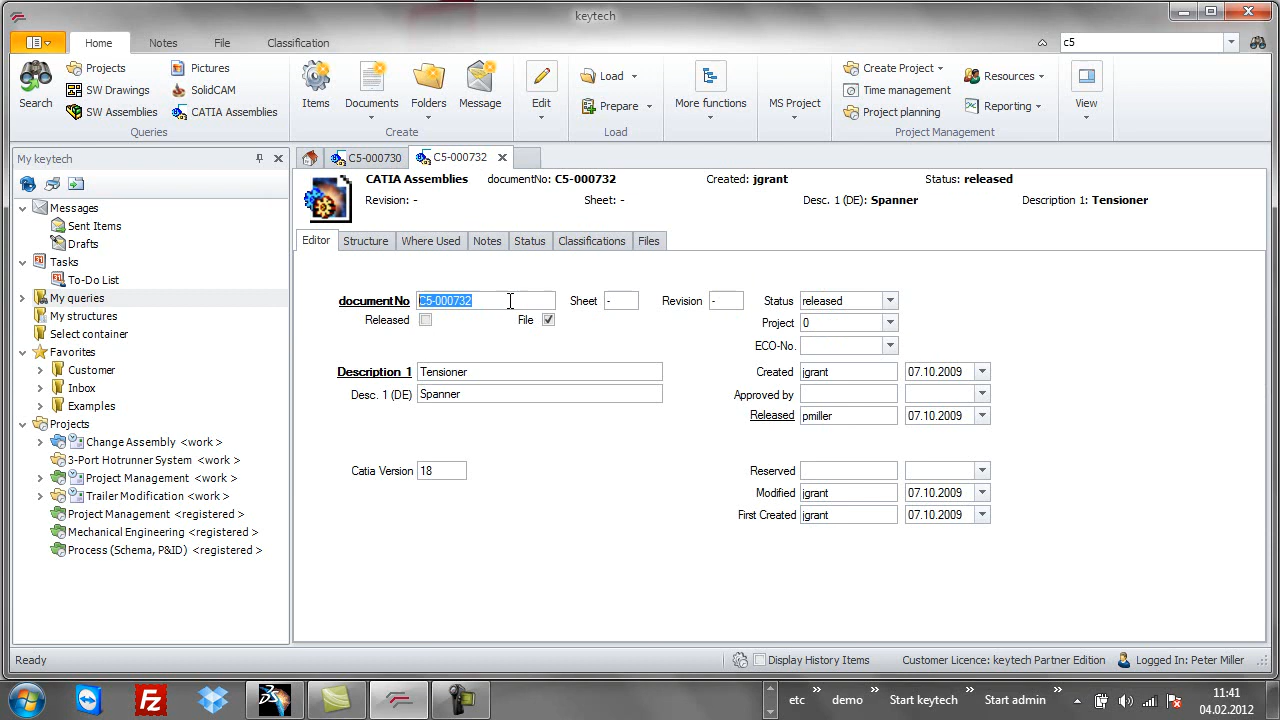 keytech
Home Notes File Classification c5
Search
Projects
SW Drawings
SW Assemblies
Pictures
SolidCAM
CATIA Assemblies
Queries
Items
Documents
Folders
Message
Create
Edit
Load
Prepare
Load
More functions
MS Project
Create Project
Time management
Project planning
Resources
Reporting
Project Management
View
My keytech
Messages
Sent Items
Drafts
Tasks
To-Do List
My queries
My structures
Select container
Favorites
Customer
Inbox
Examples
Projects
Change Assembly <work >
3-Port Hotrunner System <work >
Project Management <work >
Trailer Modification <work >
Project Management <registered >
Mechanical Engineering <registered >
Process (Schema, P&ID) <registered >
C5-000730 C5-000732
CATIA Assemblies documentNo: C5-000732 Created: jgrant Status: released
Revision: - Sheet: - Desc. 1 (DE): Spanner Description 1: Tensioner
Editor Structure Where Used Notes Status Classifications Files
documentNo C5-000732 Sheet - Revision - Status released
Released File Project 0
ECO-No.
Description 1 Tensioner Created jgrant 07.10.2009
Desc. 1 (DE) Spanner Approved by
Released pmiller 07.10.2009
Catia Version 18 Reserved
Modified jgrant 07.10.2009
First Created jgrant 07.10.2009
Ready Display History Items Customer Licence: keytech Partner Edition Logged In: Peter Miller
etc demo Start keytech Start admin
11:41
04.02.2012